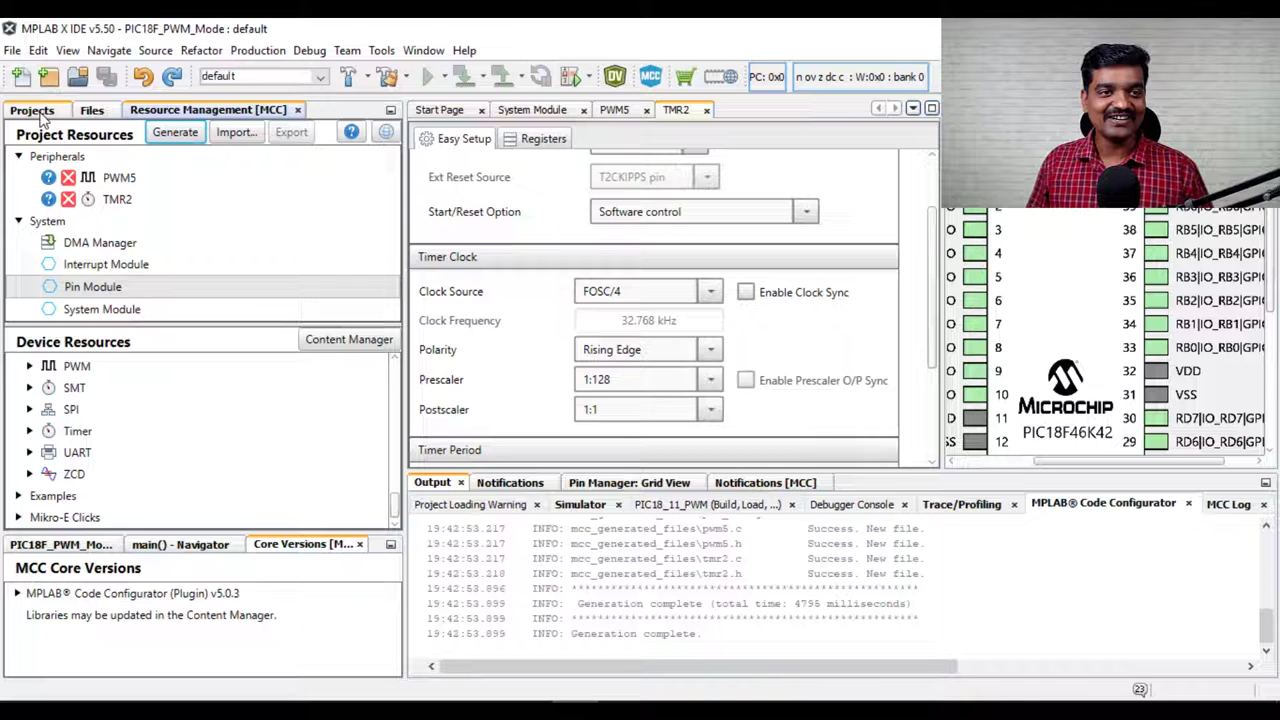 MPLAB X IDE v5.50 - PIC18F_PWM_Mode : default
File Edit View Navigate Source Refactor Production Debug Team Tools Window Help
default
PC: 0x0
n ov z dc c : W:0x0 : bank 0
Projects Files Resource Management [MCC]
Project Resources Generate Import... Export
Peripherals
PWM5
TMR2
System
DMA Manager
Interrupt Module
Pin Module
System Module
Device Resources Content Manager
PWM
SMT
SPI
Timer
UART
ZCD
Examples
Mikro-E Clicks
PIC18F_PWM_Mo... main() - Navigator Core Versions [M...
MCC Core Versions
MPLAB® Code Configurator (Plugin) v5.0.3
Libraries may be updated in the Content Manager.
Start Page System Module PWM5 TMR2
Easy Setup Registers
Ext Reset Source T2CKIPPS pin
Start/Reset Option Software control
Timer Clock
Clock Source FOSC/4 Enable Clock Sync
Clock Frequency 32.768 kHz
Polarity Rising Edge
Prescaler 1:128 Enable Prescaler O/P Sync
Postscaler 1:1
Timer Period
3 38 RB5|IO_RB5|GPI
4 37 RB4|IO_RB4|GPI
5 36 RB3|IO_RB3|GPI
6 35 RB2|IO_RB2|GPI
7 34 RB1|IO_RB1|GPI
8 33 RB0|IO_RB0|GPI
9 32 VDD
10 31 VSS
11 30 RD7|IO_RD7|GPI
12 29 RD6|IO_RD6|GPI
MICROCHIP
PIC18F46K42
Output Notifications Pin Manager: Grid View Notifications [MCC]
Project Loading Warning Simulator PIC18_11_PWM (Build, Load, ...) Debugger Console Trace/Profiling MPLAB® Code Configurator MCC Log
19:42:53.217 INFO: mcc_generated_files\pwm5.c Success. New file.
19:42:53.217 INFO: mcc_generated_files\pwm5.h Success. New file.
19:42:53.217 INFO: mcc_generated_files\tmr2.c Success. New file.
19:42:53.218 INFO: mcc_generated_files\tmr2.h Success. New file.
19:42:53.896 INFO: **************************************************
19:42:53.899 INFO: Generation complete (total time: 4795 milliseconds)
19:42:53.899 INFO: **************************************************
19:42:53.899 INFO: Generation complete.
23